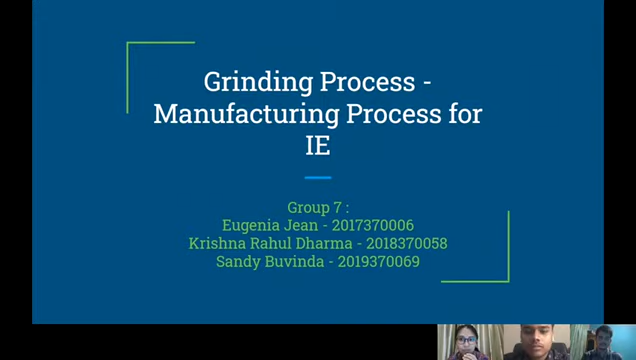 Grinding Process -
Manufacturing Process for
IE
Group 7 :
Eugenia Jean - 2017370006
Krishna Rahul Dharma - 2018370058
Sandy Buvinda - 2019370069